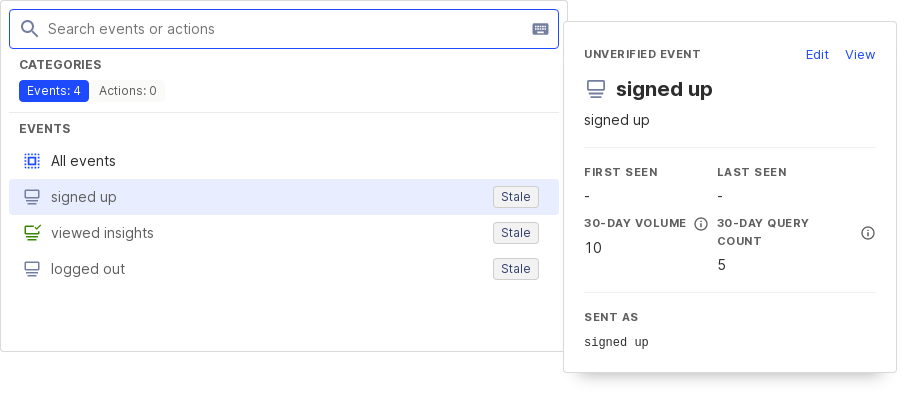 Search events or actions
CATEGORIES
Events: 4 Actions: 0
EVENTS
All events
signed up Stale
viewed insights Stale
logged out Stale
UNVERIFIED EVENT Edit View
signed up
signed up
FIRST SEEN LAST SEEN
- -
30-DAY VOLUME 30-DAY QUERY
COUNT
10
5
SENT AS
signed up